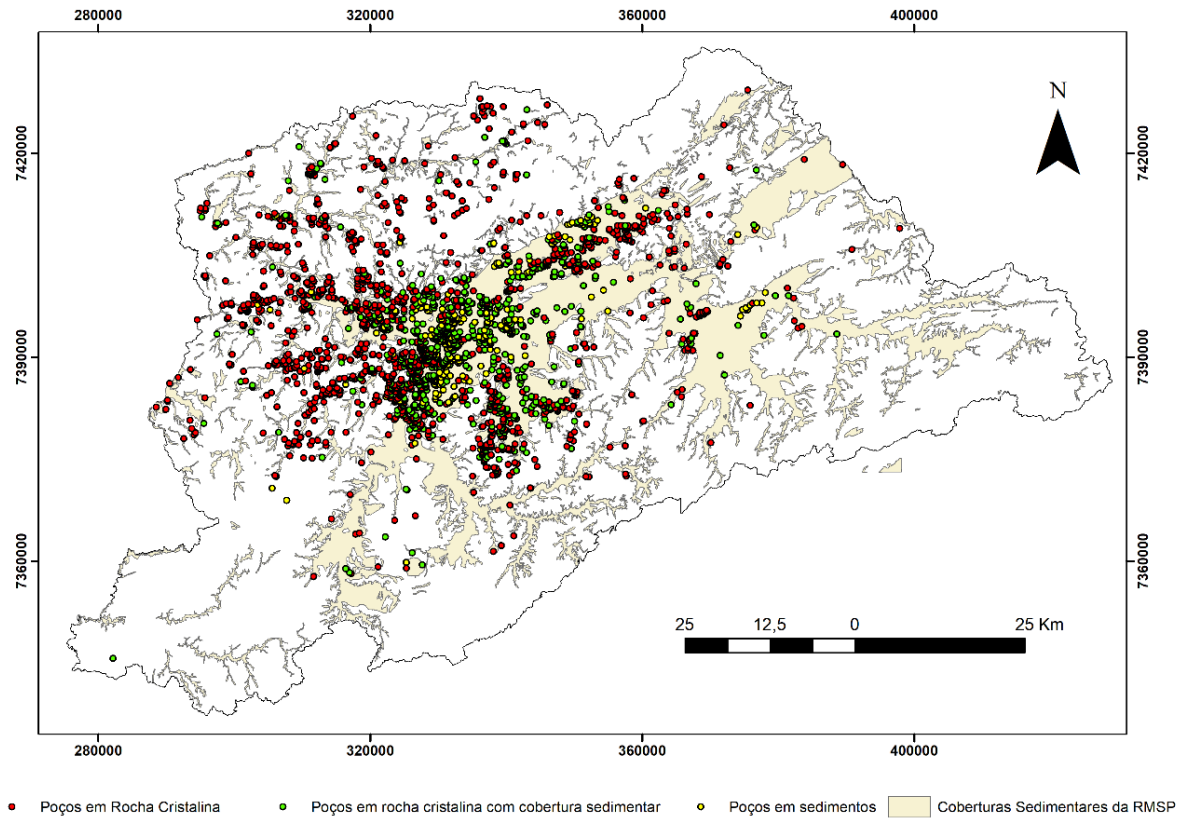 280000 320000 360000 400000
N
7420000 7420000
7390000 7390000
7360000 7360000
25 12,5 0 25 Km
280000 320000 360000 400000
Poços em Rocha Cristalina Poços em rocha cristalina com cobertura sedimentar Poços em sedimentos Coberturas Sedimentares da RMSP